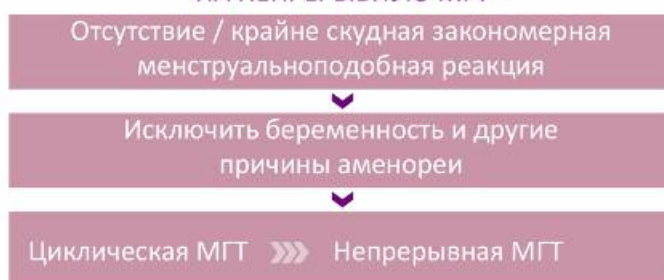 Отсутствие / крайне скудная закономерная
менструальноподобная реакция
Исключить беременность и другие
причины аменореи
Циклическая МГТ Непрерывная МГТ